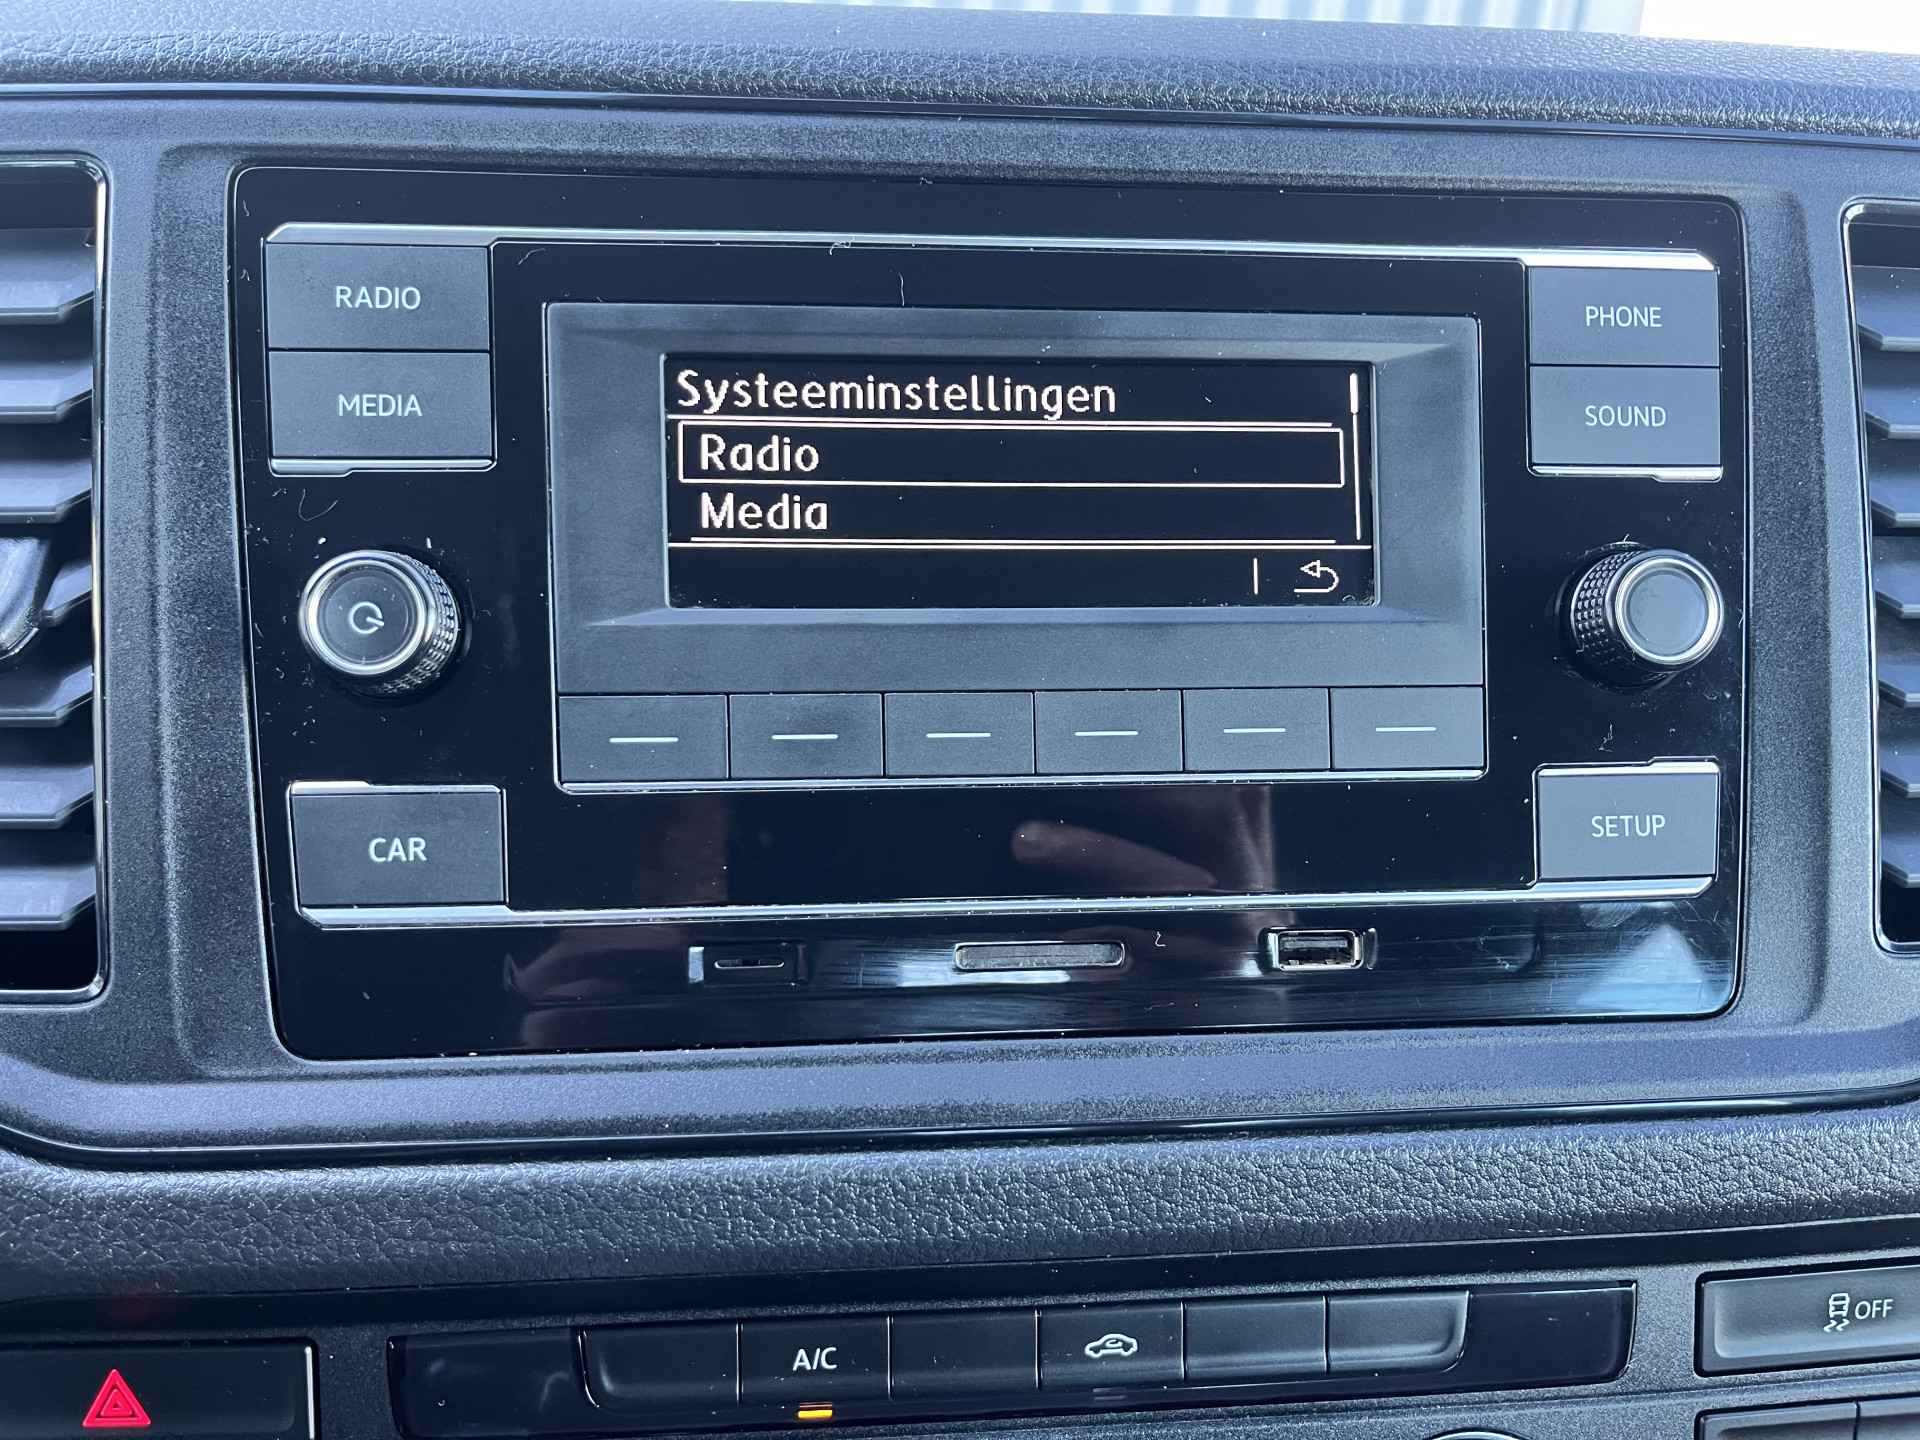 RADIO
MEDIA
PHONE
SOUND
Systeeminstellingen
Radio
Media
CAR
SETUP
A/C
OFF